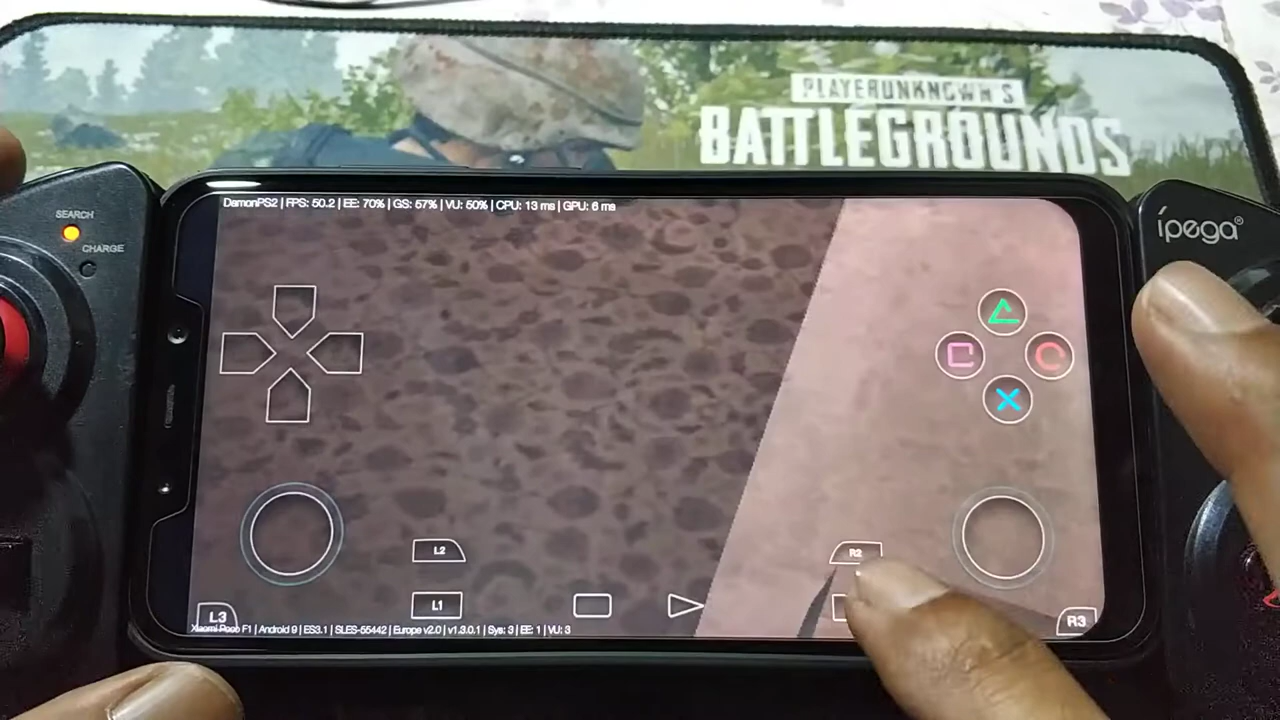 PLAYERUNKNOWN'S
BATTLEGROUNDS
SEARCH
CHARGE
ípega®
DamonPS2 | FPS: 50.2 | EE: 70% | GS: 57% | VU: 50% | CPU: 13 ms | GPU: 6 ms
L2
R2
L1
L3
R3
Xiaomi Poco F1 | Android 9 | ES3.1 | SLES-55442 | Europe v2.0 | v1.3.0.1 | Sys: 3 | EE: 1 | VU: 3